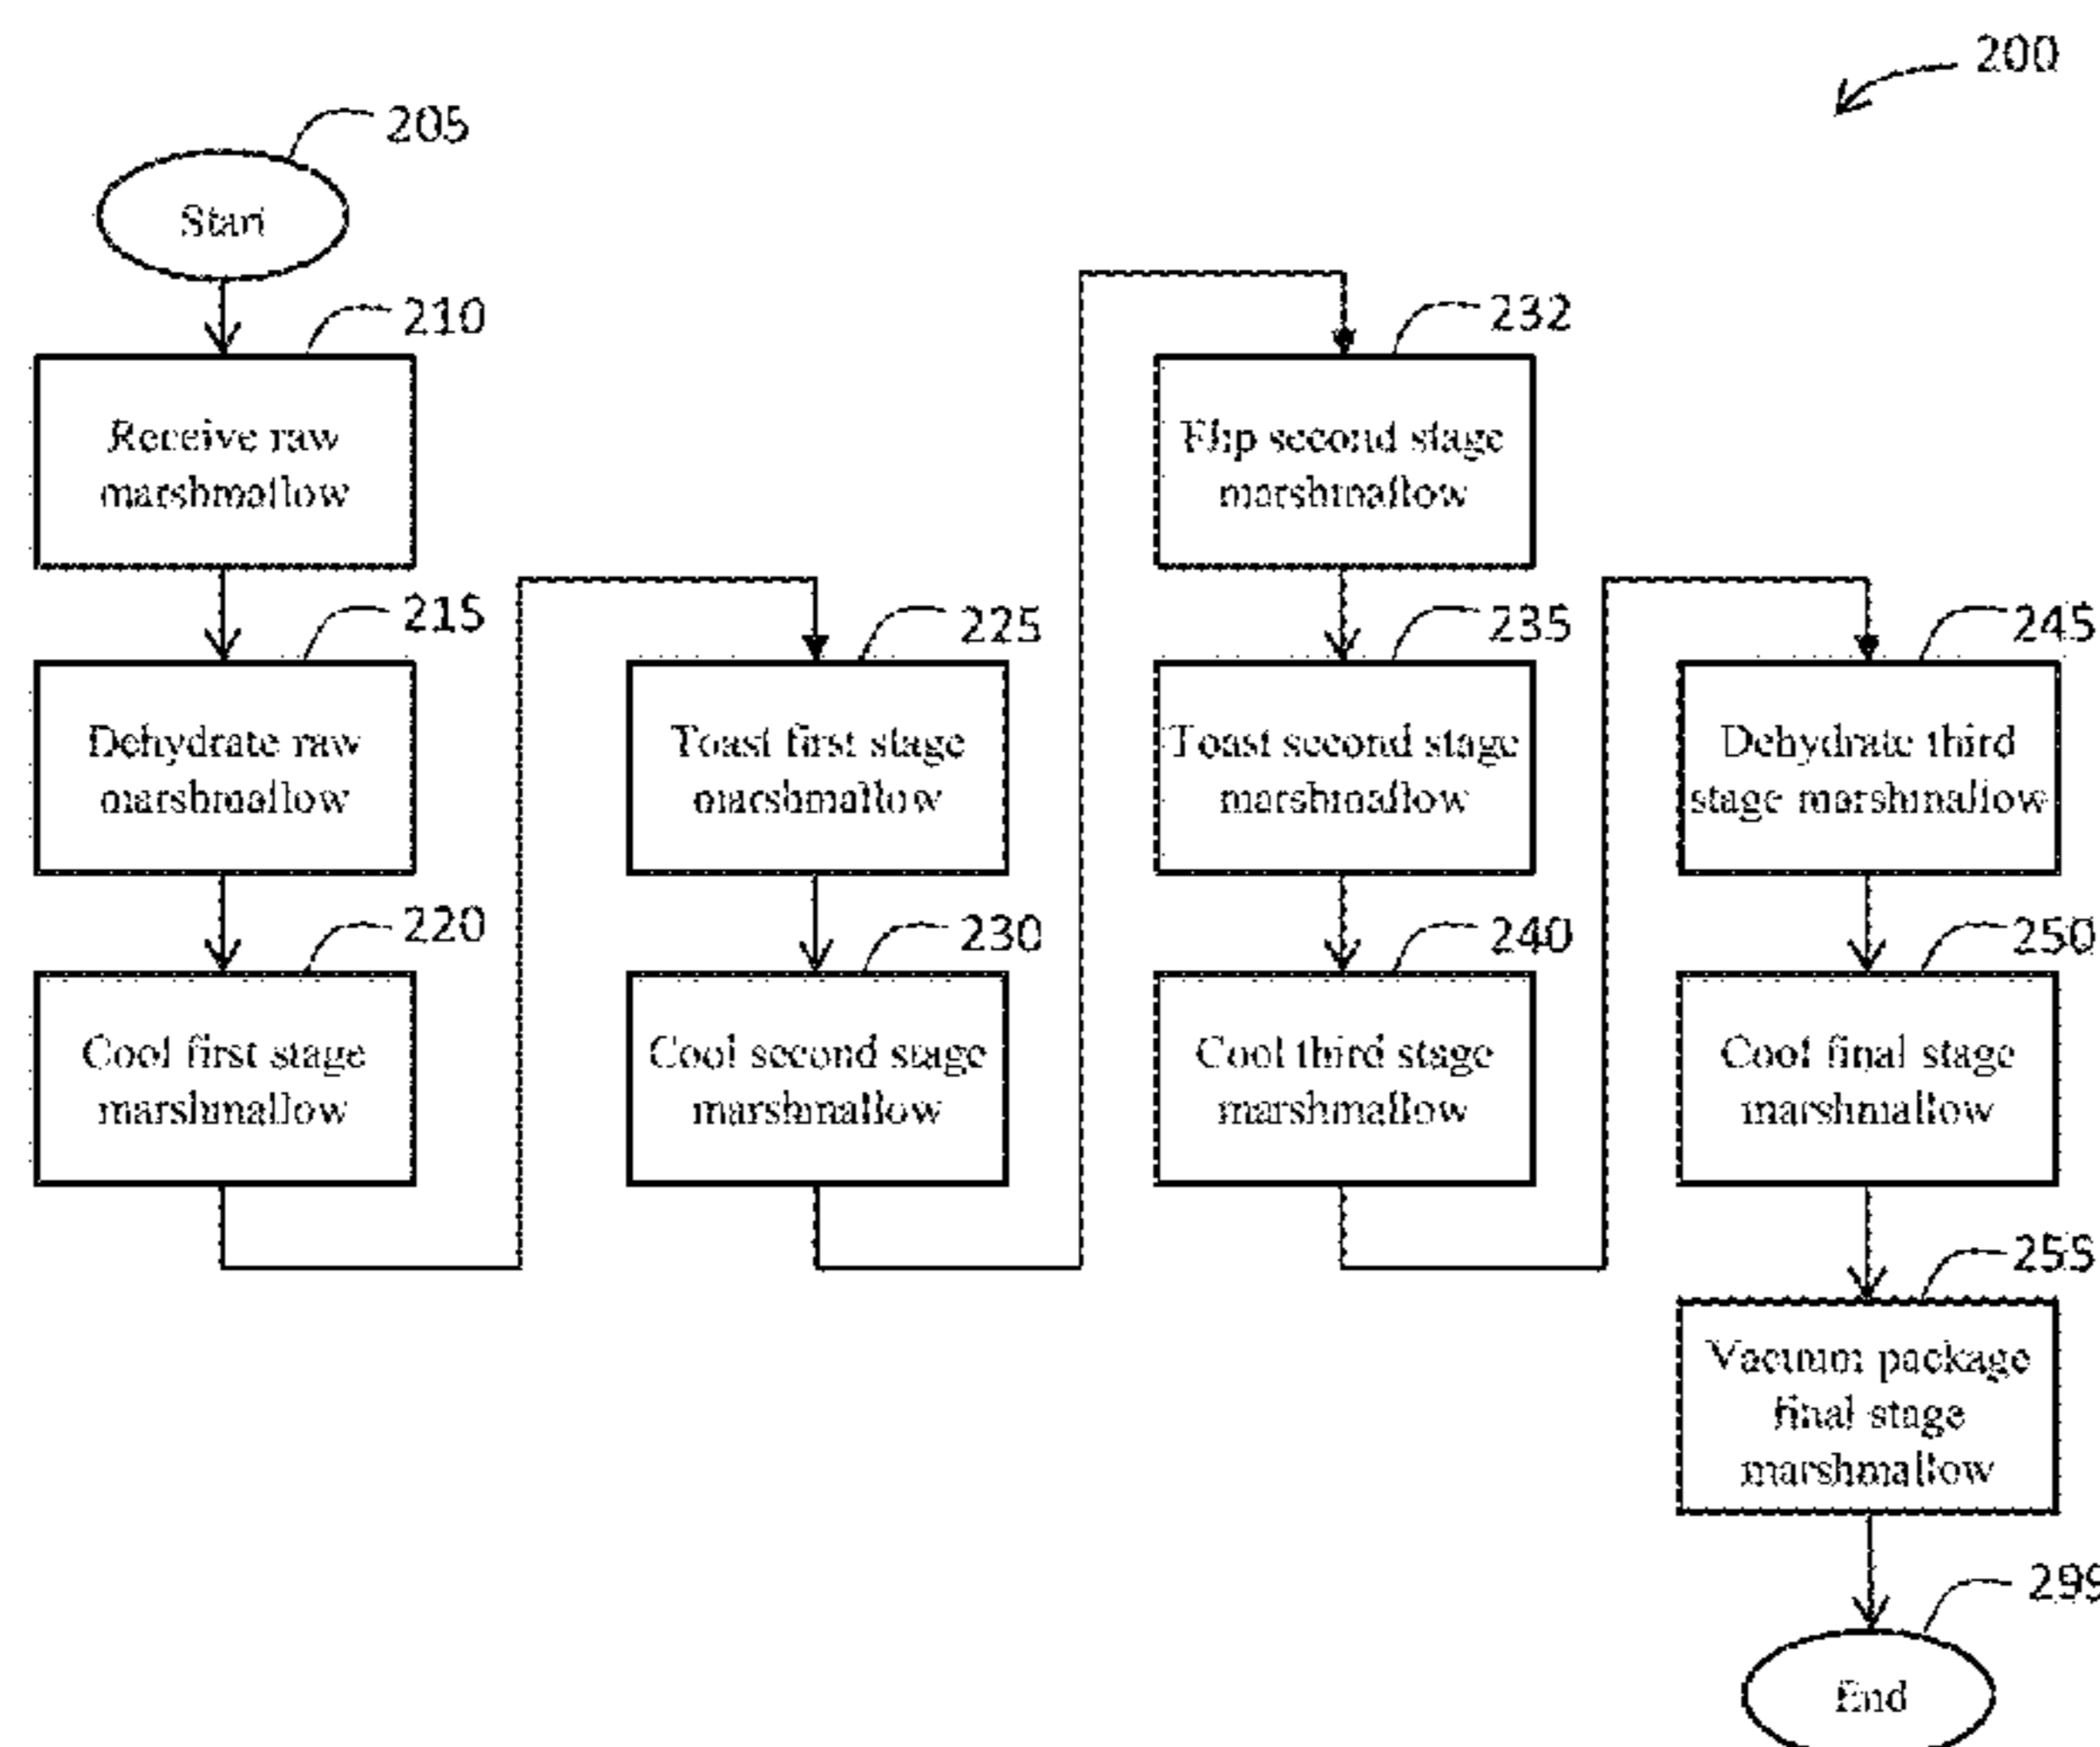 200
205
Start
210
Receive raw
marshmallow
215
Dehydrate raw
marshmallow
220
Cool first stage
marshmallow
225
Toast first stage
marshmallow
230
Cool second stage
marshmallow
232
Flip second stage
marshmallow
235
Toast second stage
marshmallow
240
Cool third stage
marshmallow
245
Dehydrate third
stage marshmallow
250
Cool final stage
marshmallow
255
Vacuum package
final stage
marshmallow
299
End